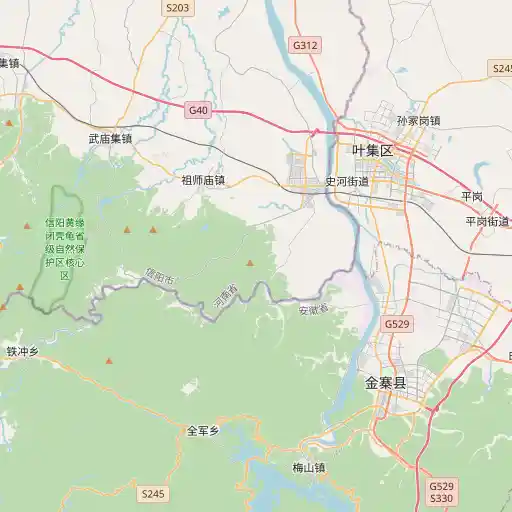 S203
G312
集镇
S245
G40
孙家岗镇
武庙集镇
叶集区
祖师庙镇
史河街道
平岗
平岗街道
信阳黄缘
闭壳龟省
级自然保
护区核心
区
信阳市
河南省
安徽省
G529
铁冲乡
金寨县
全军乡
梅山镇
S245
G529
S330